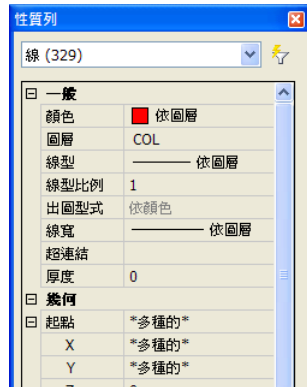 性質列
線 (329)
一般
顏色 依圖層
圖層 COL
線型 依圖層
線型比例 1
出圖型式 依顏色
線寬 依圖層
超連結
厚度 0
幾何
起點 *多種的*
X *多種的*
Y *多種的*